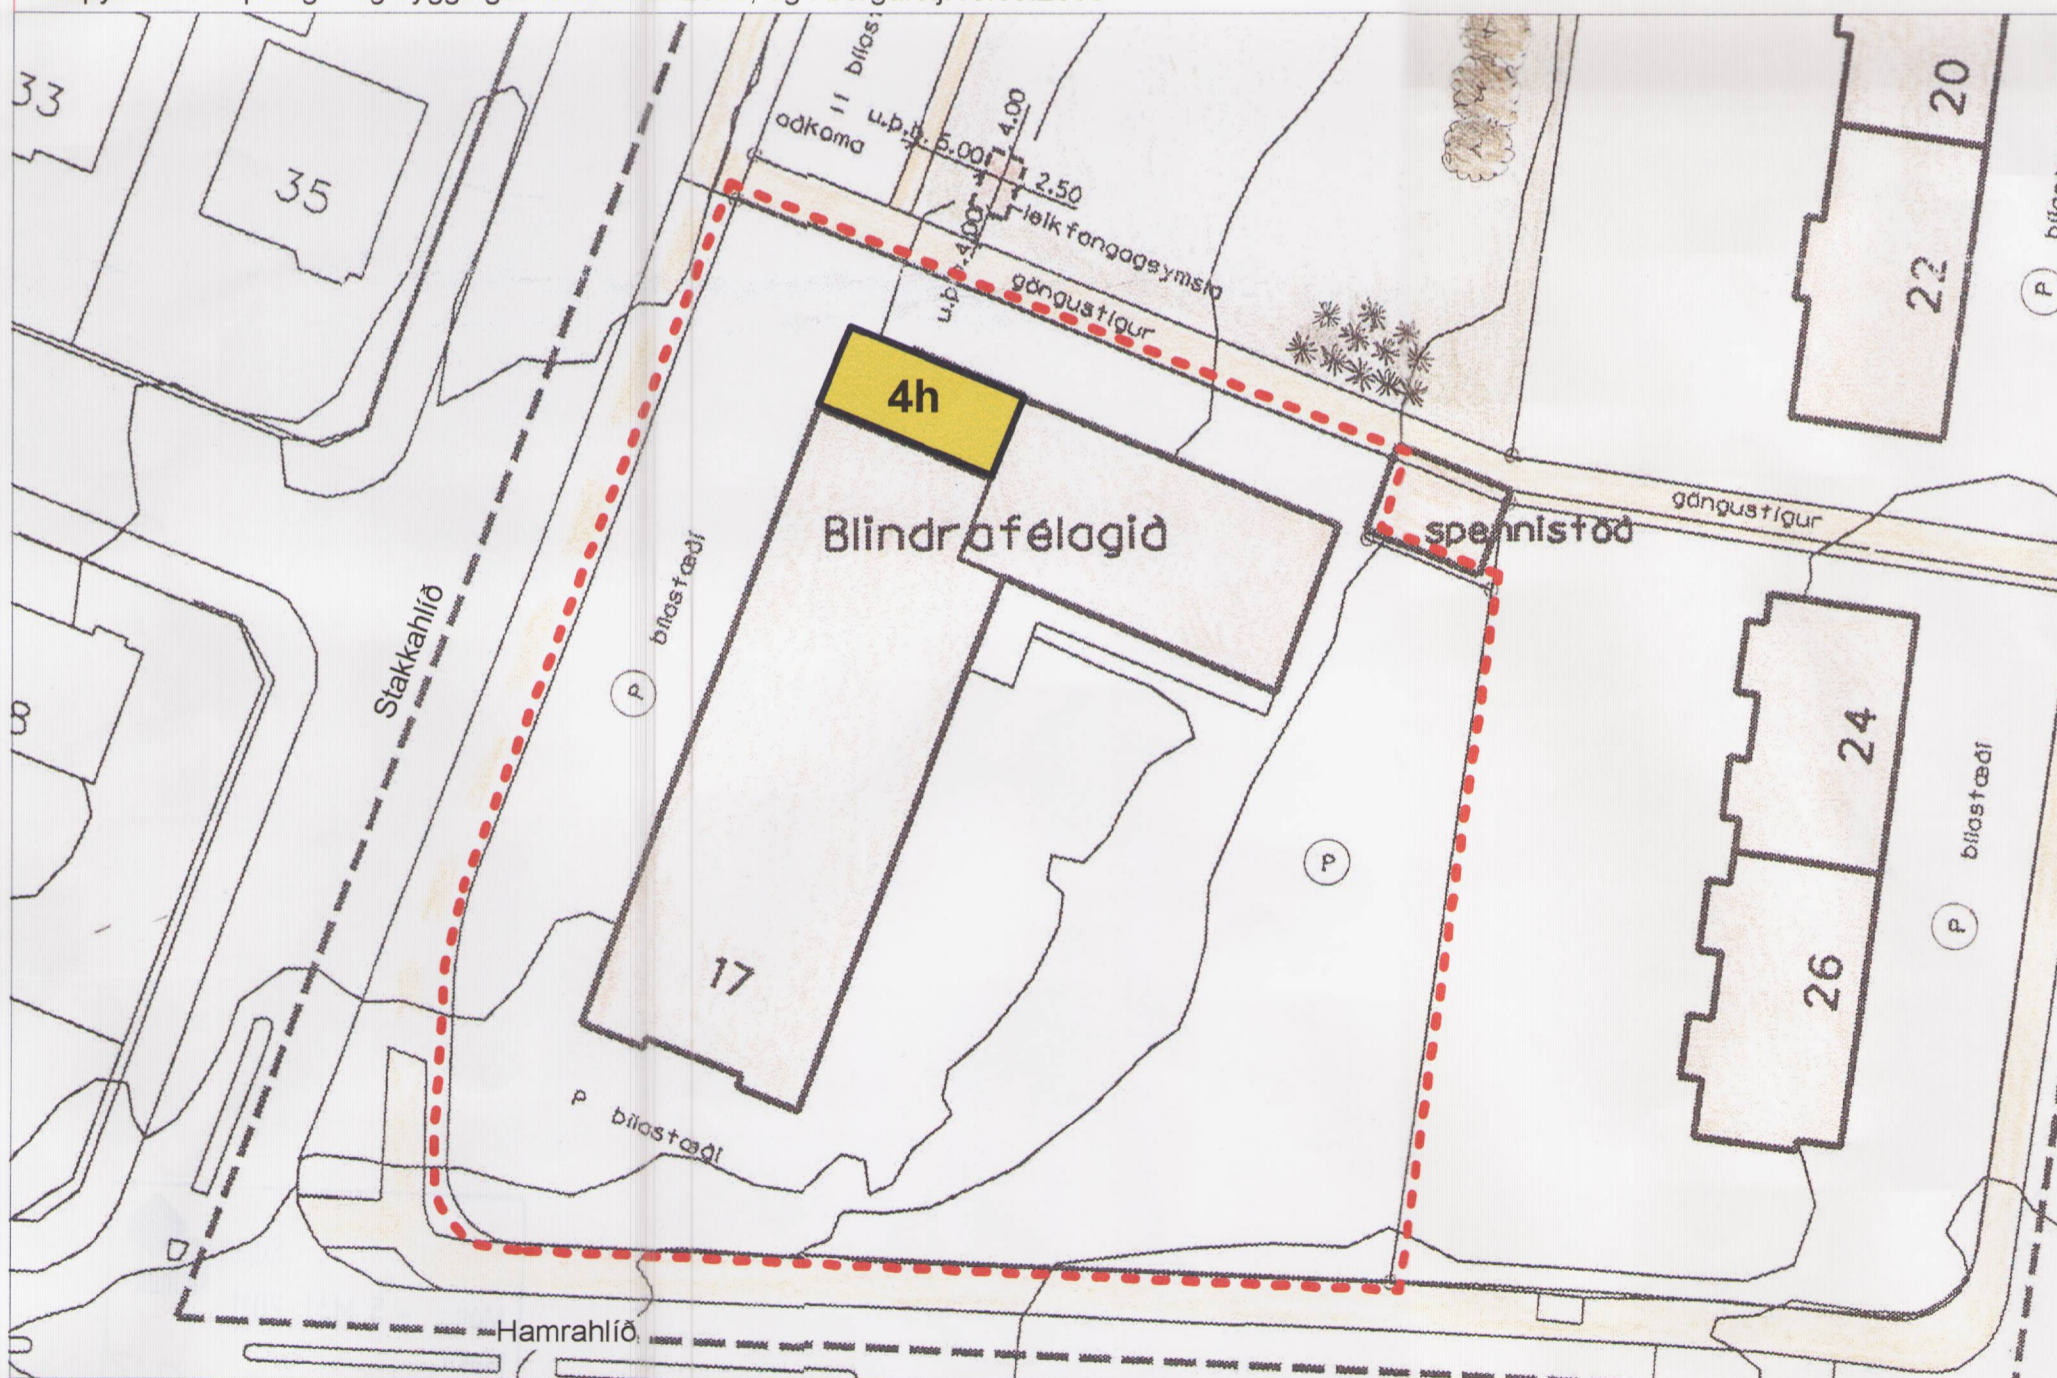 33
35
11 bílast
aðkoma
u.þ.b. 5.00
4.00
2.50
u.þ.b. 4.00
leikfangageymsla
göngustígur
20
22
P
4h
Blindrafélagið
spennistöð
göngustígur
bílastæði
P
Stakkahlíð
8
24
bílastæði
P
P
17
26
P bílastæði
Hamrahlíð